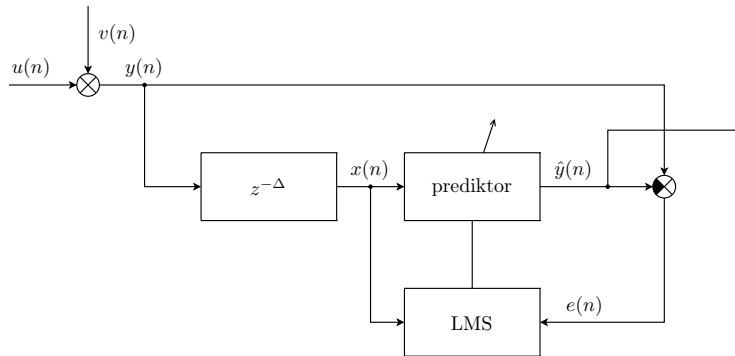 v(n)
u(n)
y(n)
z^{-Δ}
x(n)
prediktor
ŷ(n)
LMS
e(n)